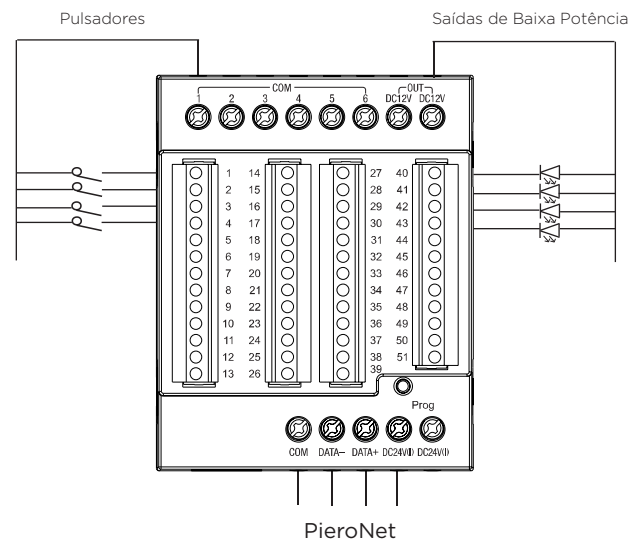 Pulsadores Saídas de Baixa Potência
COM OUT
1 2 3 4 5 6 DC12V DC12V
1 14 27 40
2 15 28 41
3 16 29 42
4 17 30 43
5 18 31 44
6 19 32 45
7 20 33 46
8 21 34 47
9 22 35 48
10 23 36 49
11 24 37 50
12 25 38 51
13 26 39
Prog
COM DATA– DATA+ DC24V(I) DC24V(I)
PieroNet